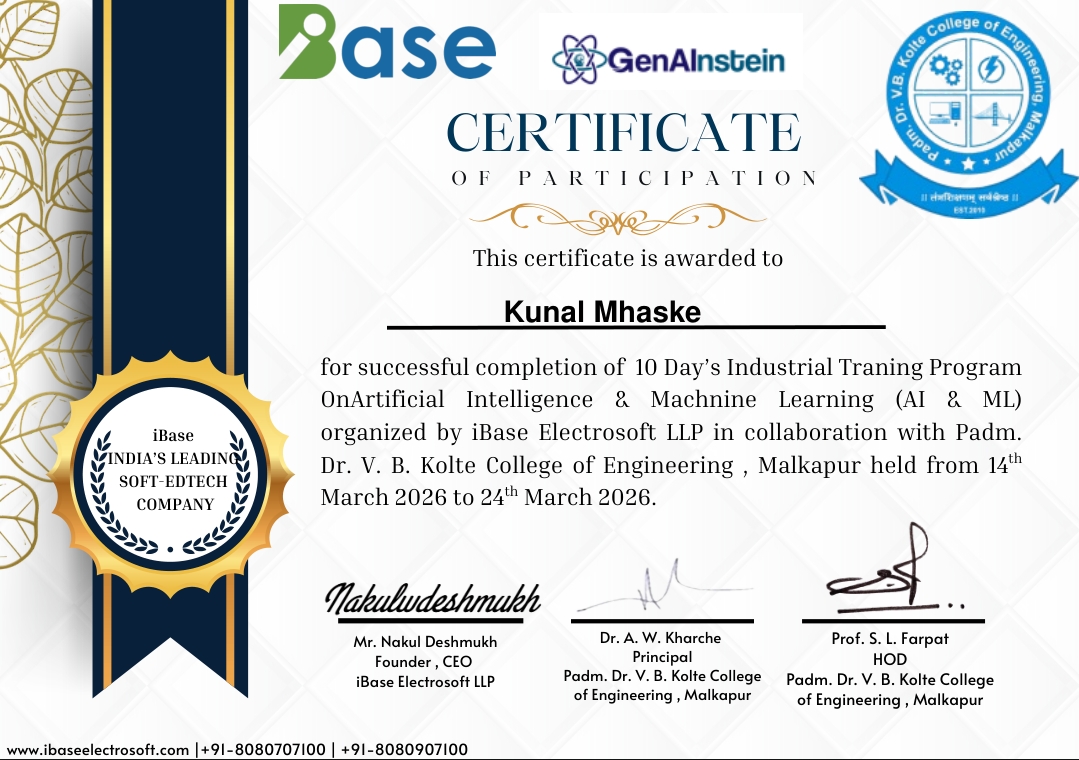 iBase
GenAInstein
Padm. Dr. V.B. Kolte College of Engineering, Malkapur
EST.2010
CERTIFICATE
OF PARTICIPATION
This certificate is awarded to
Kunal Mhaske
for successful completion of 10 Day’s Industrial Traning Program
OnArtificial Intelligence & Machnine Learning (AI & ML)
organized by iBase Electrosoft LLP in collaboration with Padm.
Dr. V. B. Kolte College of Engineering , Malkapur held from 14th
March 2026 to 24th March 2026.
iBase
INDIA’S LEADING
SOFT-EDTECH
COMPANY
Nakulwdeshmukh
Mr. Nakul Deshmukh
Founder , CEO
iBase Electrosoft LLP
Dr. A. W. Kharche
Principal
Padm. Dr. V. B. Kolte College
of Engineering , Malkapur
Prof. S. L. Farpat
HOD
Padm. Dr. V. B. Kolte College
of Engineering , Malkapur
www.ibaseelectrosoft.com |+91-8080707100 | +91-8080907100